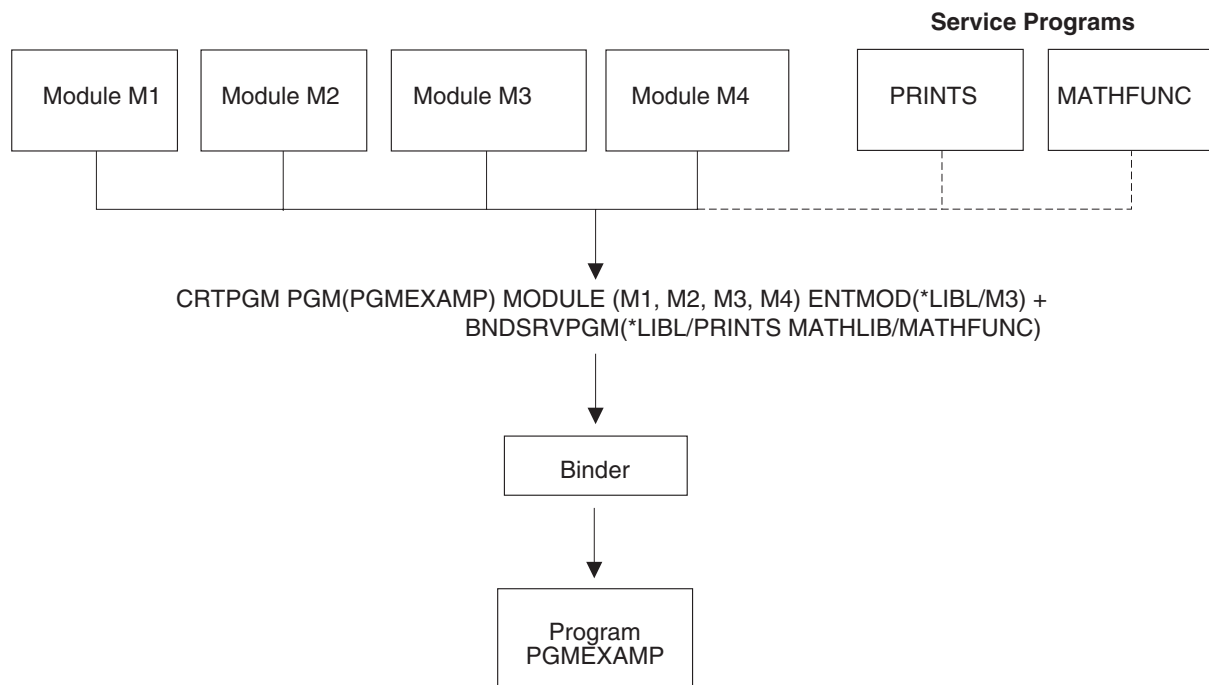 Service Programs
Module M1
Module M2
Module M3
Module M4
PRINTS
MATHFUNC
CRTPGM PGM(PGMEXAMP) MODULE (M1, M2, M3, M4) ENTMOD(*LIBL/M3) +
BNDSRVPGM(*LIBL/PRINTS MATHLIB/MATHFUNC)
Binder
Program
PGMEXAMP